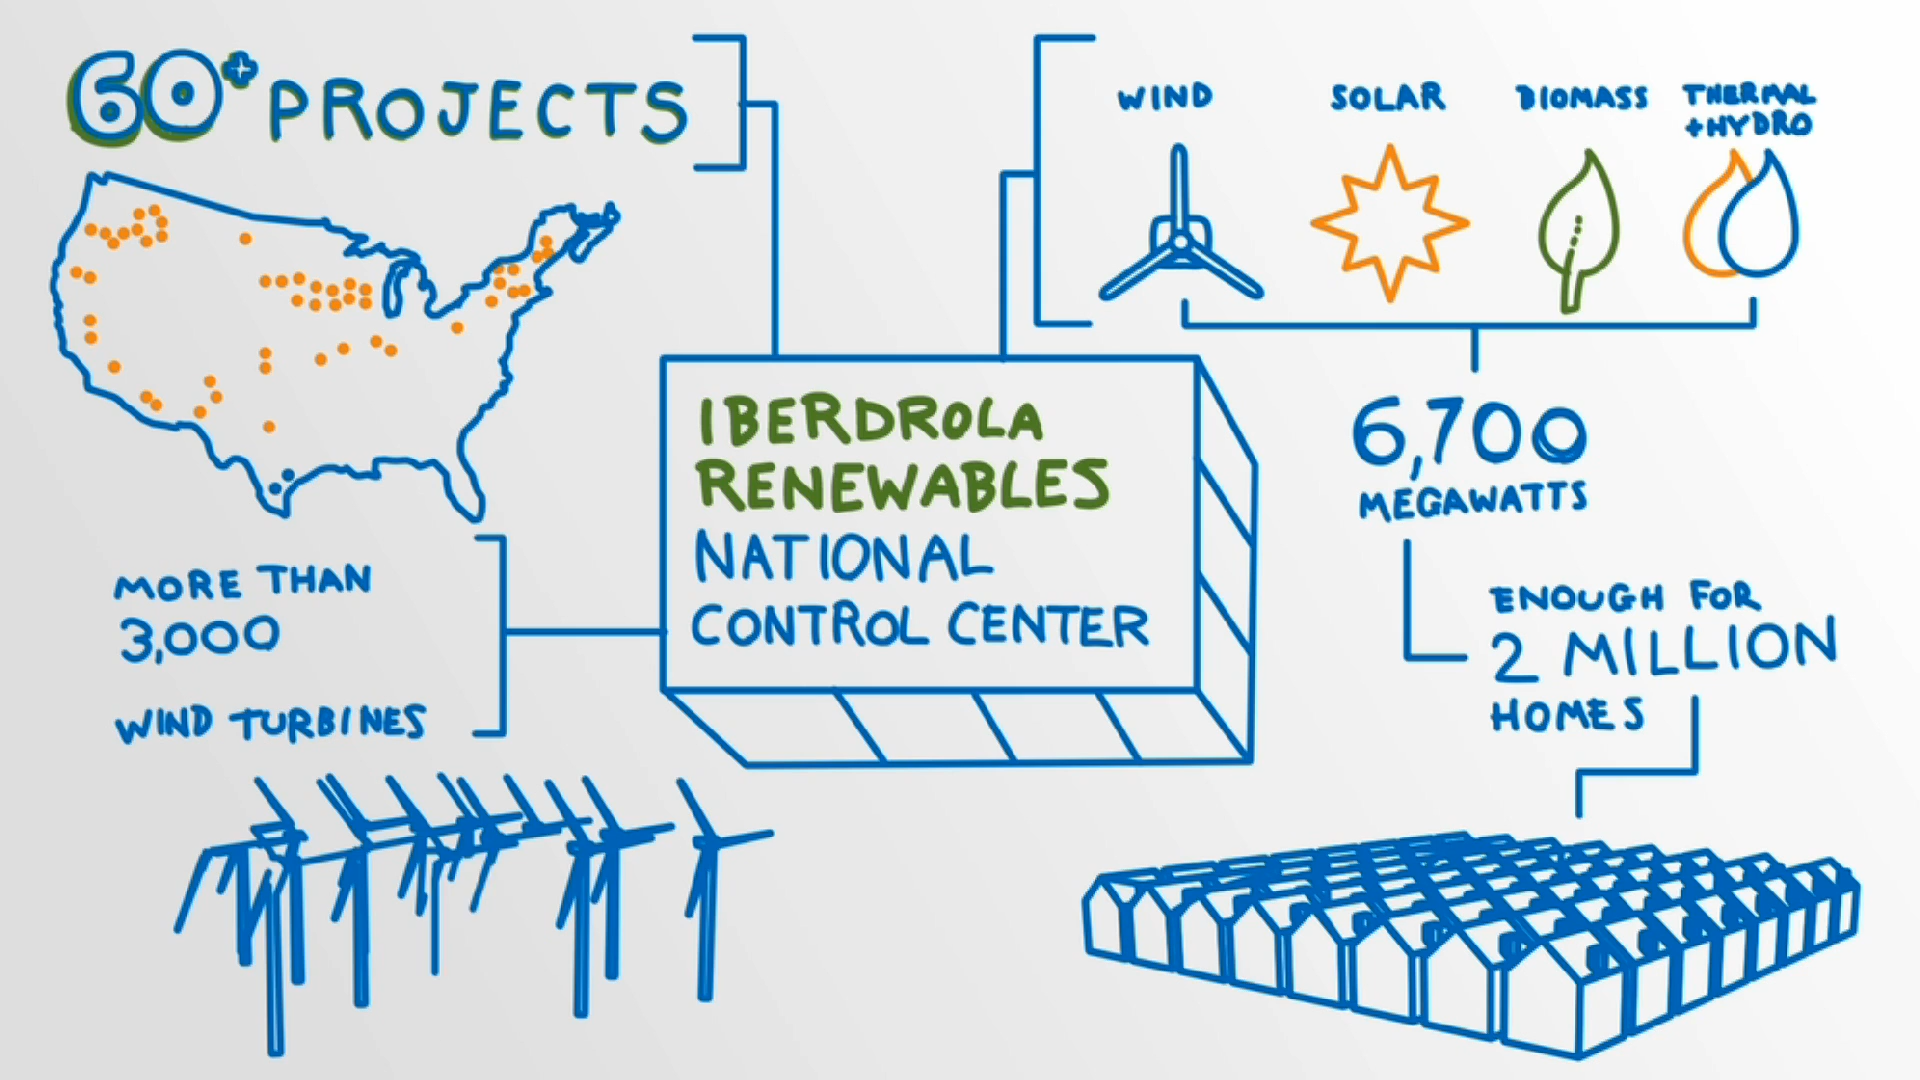 60+ PROJECTS
WIND
SOLAR
BIOMASS
THERMAL
+HYDRO
IBERDROLA
RENEWABLES
NATIONAL
CONTROL CENTER
6,700
MEGAWATTS
ENOUGH FOR
2 MILLION
HOMES
MORE THAN
3,000
WIND TURBINES